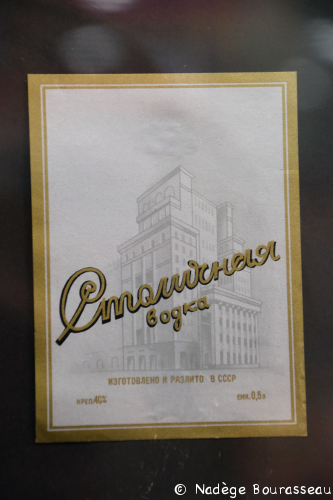 Столичная
водка
ИЗГОТОВЛЕНО И РАЗЛИТО В СССР
КРЕП. 40%
ЕМК. 0,5л
© Nadège Bourasseau